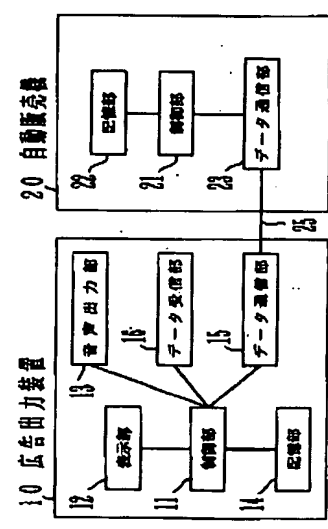 10 広告出力装置
12
表示部
13
音声出力部
11
制御部
16
データ受信部
14
記憶部
15
データ通信部
25
20 自動販売機
22
記憶部
21
制御部
23
データ通信部